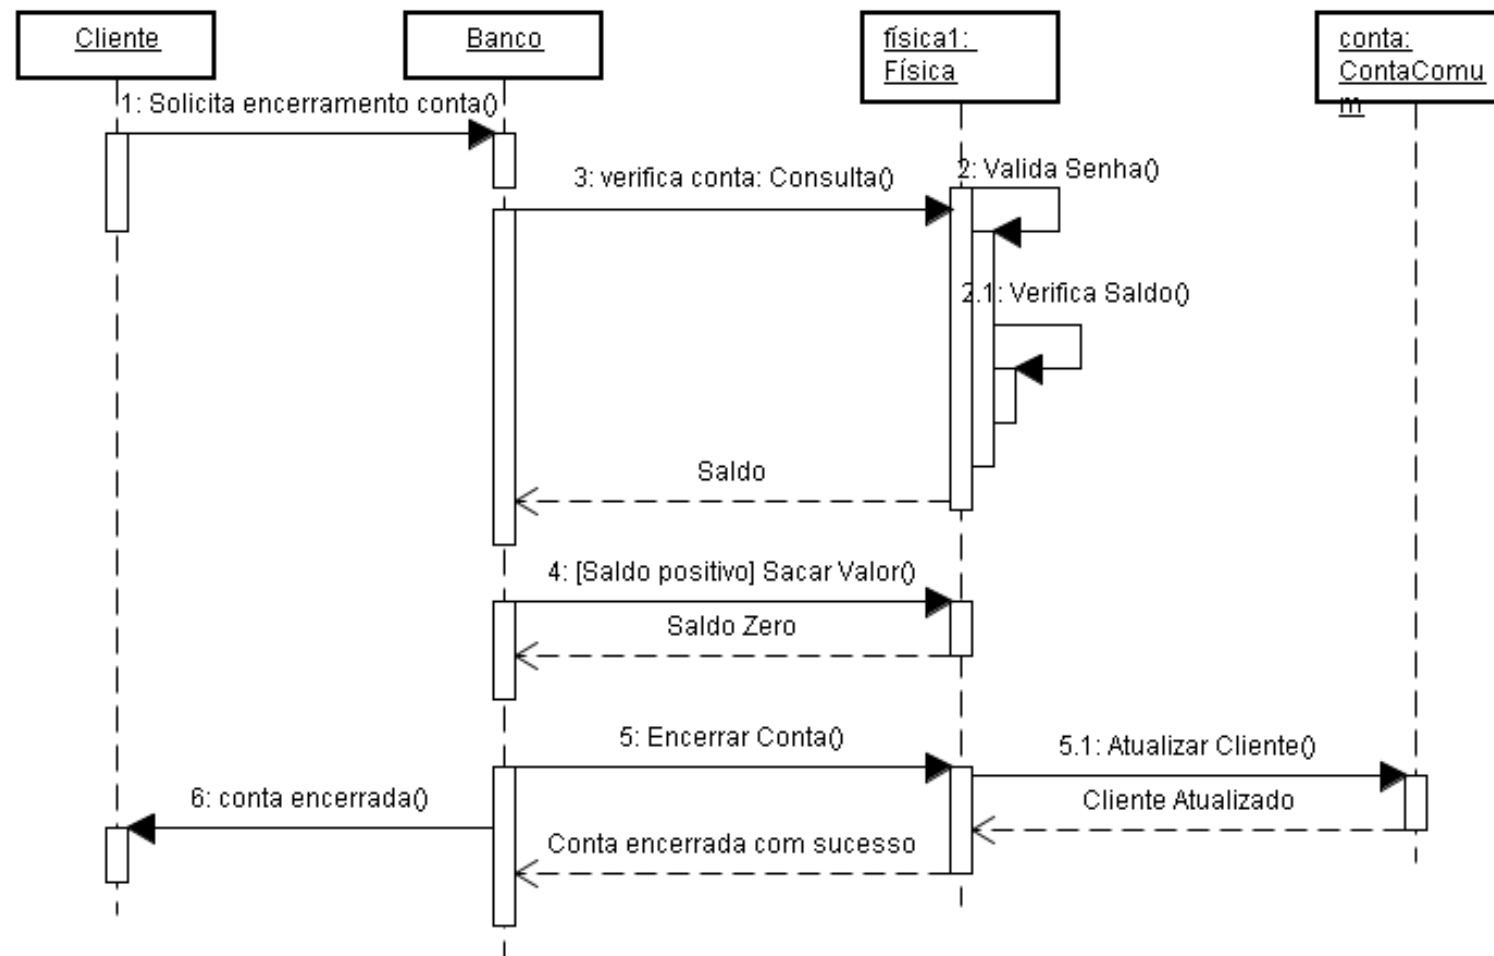 Cliente
Banco
física1:
Física
conta:
ContaComu
m
1: Solicita encerramento conta()
2: Valida Senha()
3: verifica conta: Consulta()
2.1: Verifica Saldo()
Saldo
4: [Saldo positivo] Sacar Valor()
Saldo Zero
5: Encerrar Conta()
5.1: Atualizar Cliente()
6: conta encerrada()
Cliente Atualizado
Conta encerrada com sucesso